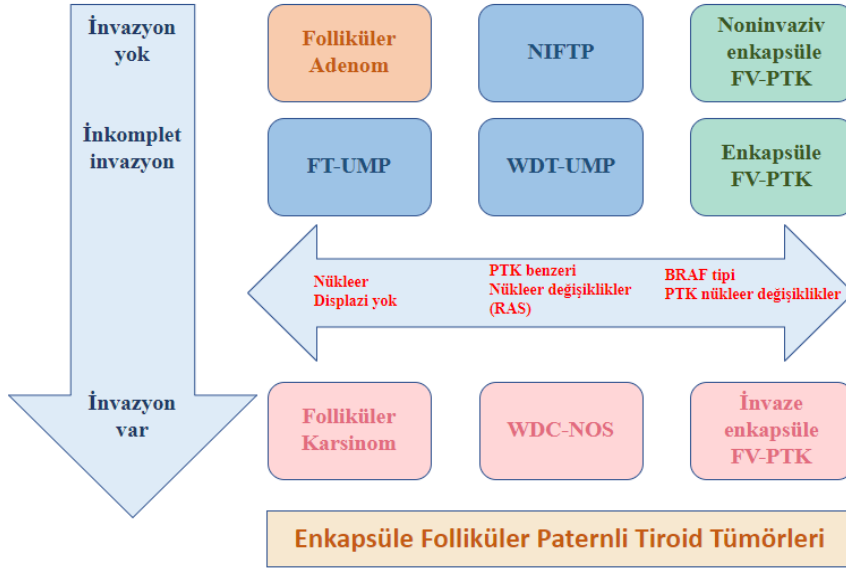 İnvazyon
yok
Folliküler
Adenom
NIFTP
Noninvaziv
enkapsüle
FV-PTK
İnkomplet
invazyon
FT-UMP
WDT-UMP
Enkapsüle
FV-PTK
Nükleer
Displazi yok
PTK benzeri
Nükleer değişiklikler
(RAS)
BRAF tipi
PTK nükleer değişiklikler
İnvazyon
var
Folliküler
Karsinom
WDC-NOS
İnvaze
enkapsüle
FV-PTK
Enkapsüle Folliküler Paternli Tiroid Tümörleri